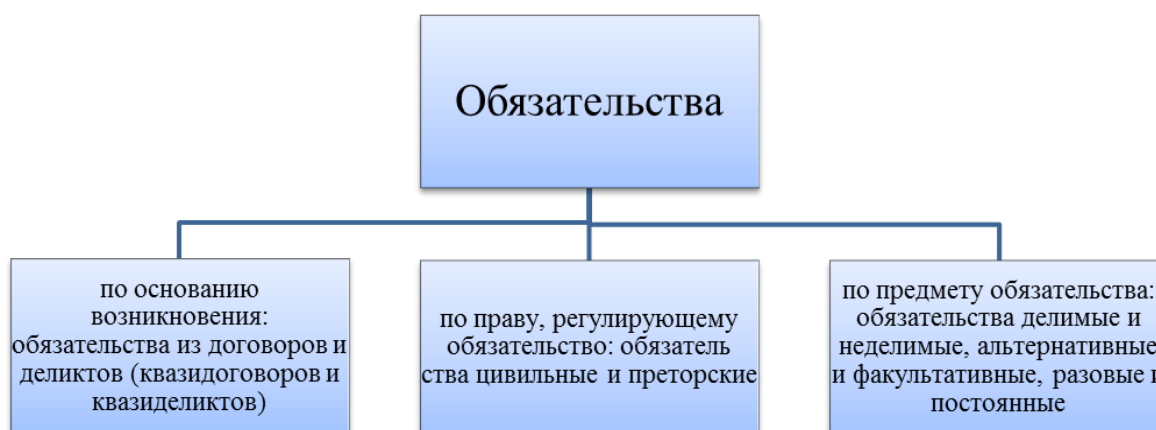 Обязательства
по основанию
возникновения:
обязательства из договоров и
деликтов (квазидоговоров и
квазиделиктов)
по праву, регулирующему
обязательство: обязатель
ства цивильные и преторские
по предмету обязательства:
обязательства делимые и
неделимые, альтернативные
и факультативные, разовые и
постоянные